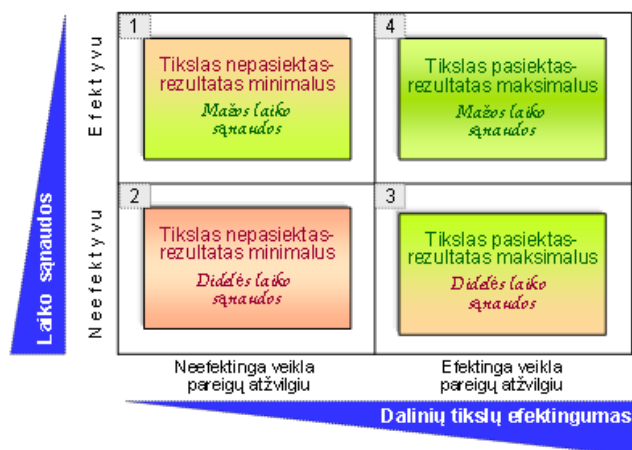 1
Tikslas nepasiektas-
rezultatas minimalus
Mažos laiko
sąnaudos
4
Tikslas pasiektas-
rezultatas maksimalus
Mažos laiko
sąnaudos
2
Tikslas nepasiektas-
rezultatas minimalus
Didelės laiko
sąnaudos
3
Tikslas pasiektas-
rezultatas maksimalus
Didelės laiko
sąnaudos
Laiko sąnaudos
Efektyvu
Neefektyvu
Neefektinga veikla
pareigų atžvilgiu
Efektinga veikla
pareigų atžvilgiu
Dalinių tikslų efektingumas